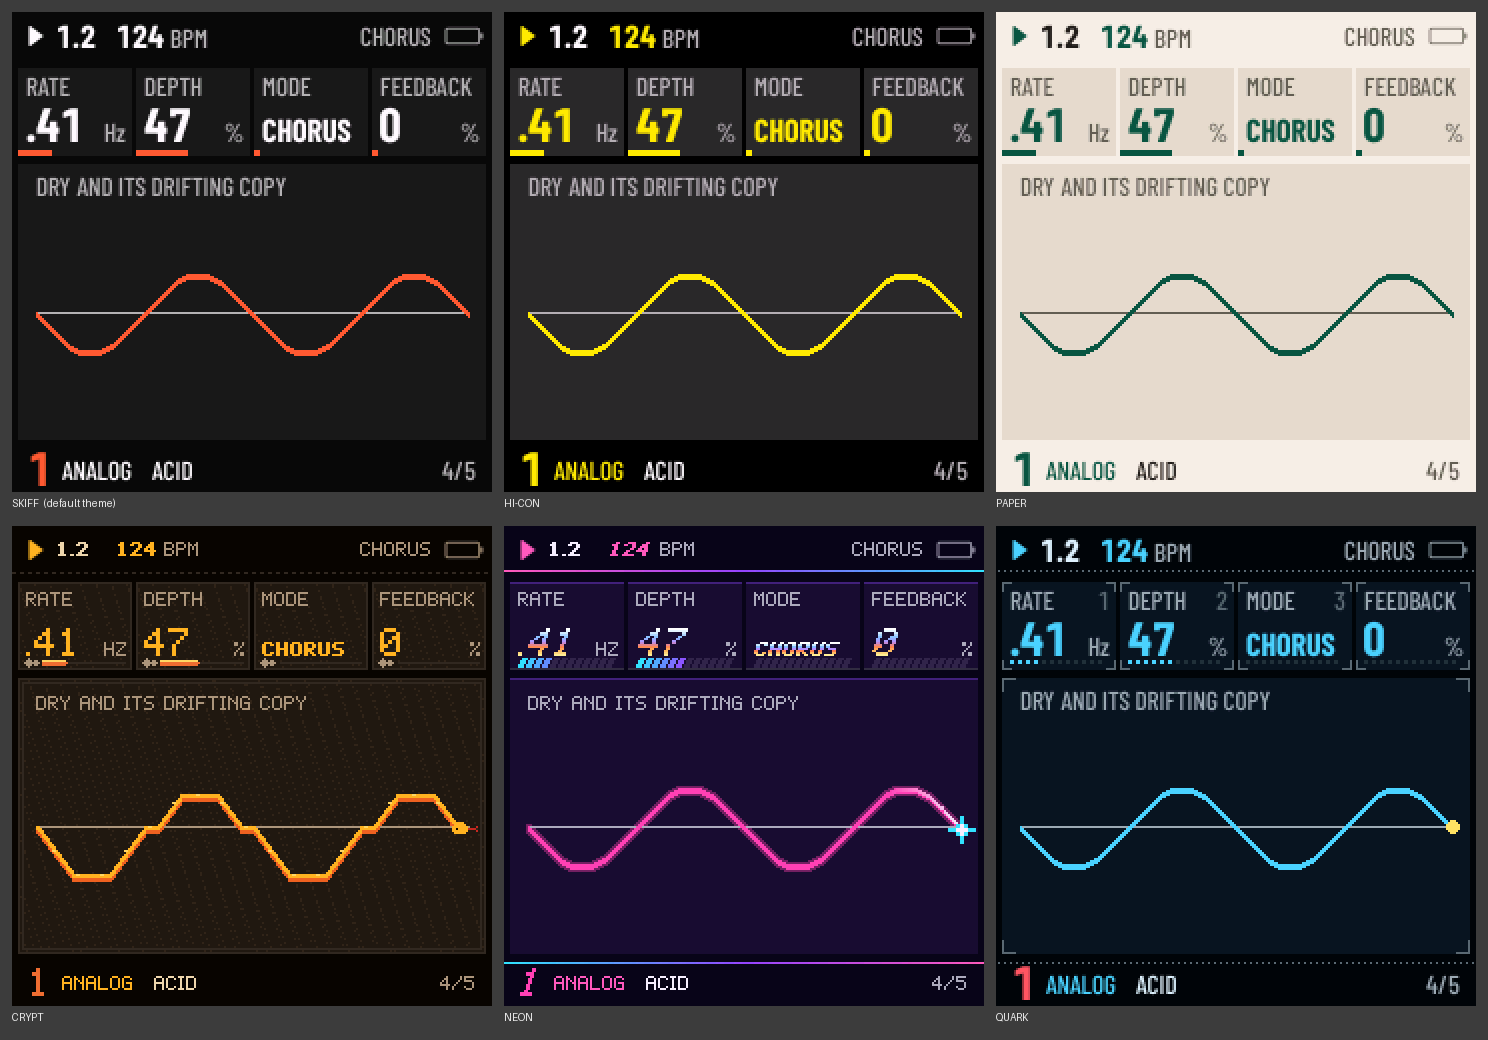 1.2 124 BPM CHORUS
RATE DEPTH MODE FEEDBACK
.41 Hz 47 % CHORUS 0 %
DRY AND ITS DRIFTING COPY
1 ANALOG ACID 4/5
SKIFF (default theme)
1.2 124 BPM CHORUS
RATE DEPTH MODE FEEDBACK
.41 Hz 47 % CHORUS 0 %
DRY AND ITS DRIFTING COPY
1 ANALOG ACID 4/5
HI-CON
1.2 124 BPM CHORUS
RATE DEPTH MODE FEEDBACK
.41 Hz 47 % CHORUS 0 %
DRY AND ITS DRIFTING COPY
1 ANALOG ACID 4/5
PAPER
1.2 124 BPM CHORUS
RATE DEPTH MODE FEEDBACK
.41 HZ 47 % CHORUS 0 %
DRY AND ITS DRIFTING COPY
1 ANALOG ACID 4/5
CRYPT
1.2 124 BPM CHORUS
RATE DEPTH MODE FEEDBACK
.41 HZ 47 % CHORUS 0 %
DRY AND ITS DRIFTING COPY
1 ANALOG ACID 4/5
NEON
1.2 124 BPM CHORUS
RATE 1 DEPTH 2 MODE 3 FEEDBACK
.41 Hz 47 % CHORUS 0 %
DRY AND ITS DRIFTING COPY
1 ANALOG ACID 4/5
QUARK